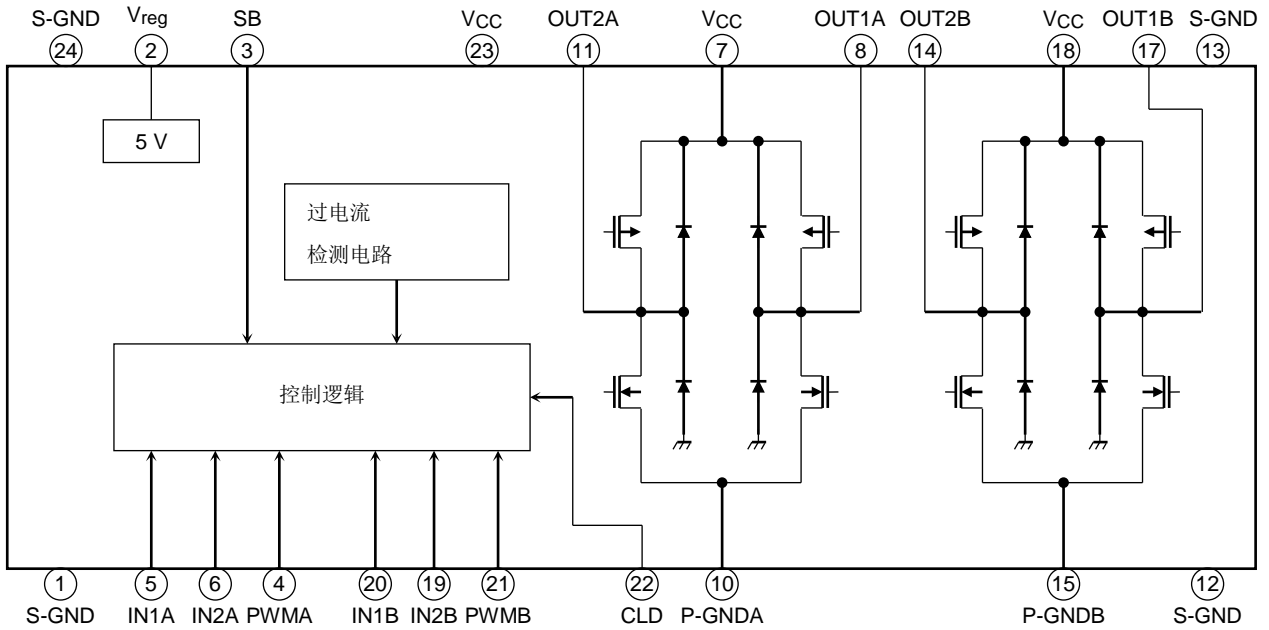 S-GND Vreg SB VCC OUT2A VCC OUT1A OUT2B VCC OUT1B S-GND
24 2 3 23 11 7 8 14 18 17 13
5 V
过电流
检测电路
控制逻辑
1 5 6 4 20 19 21 22 10 15 12
S-GND IN1A IN2A PWMA IN1B IN2B PWMB CLD P-GNDA P-GNDB S-GND